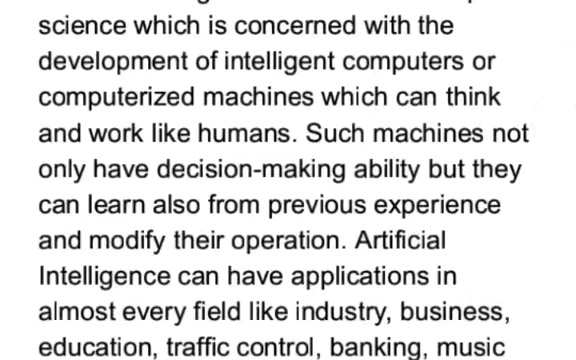 science which is concerned with the
development of intelligent computers or
computerized machines which can think
and work like humans. Such machines not
only have decision-making ability but they
can learn also from previous experience
and modify their operation. Artificial
Intelligence can have applications in
almost every field like industry, business,
education, traffic control, banking, music